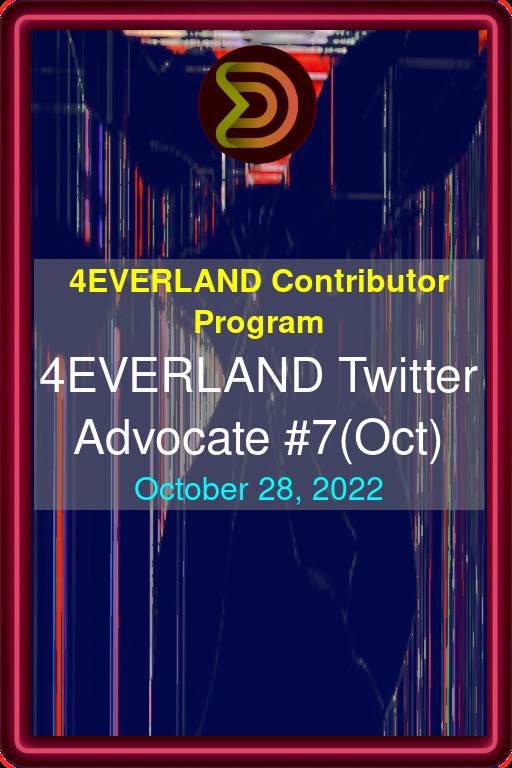 4EVERLAND Contributor
Program
4EVERLAND Twitter
Advocate #7(Oct)
October 28, 2022